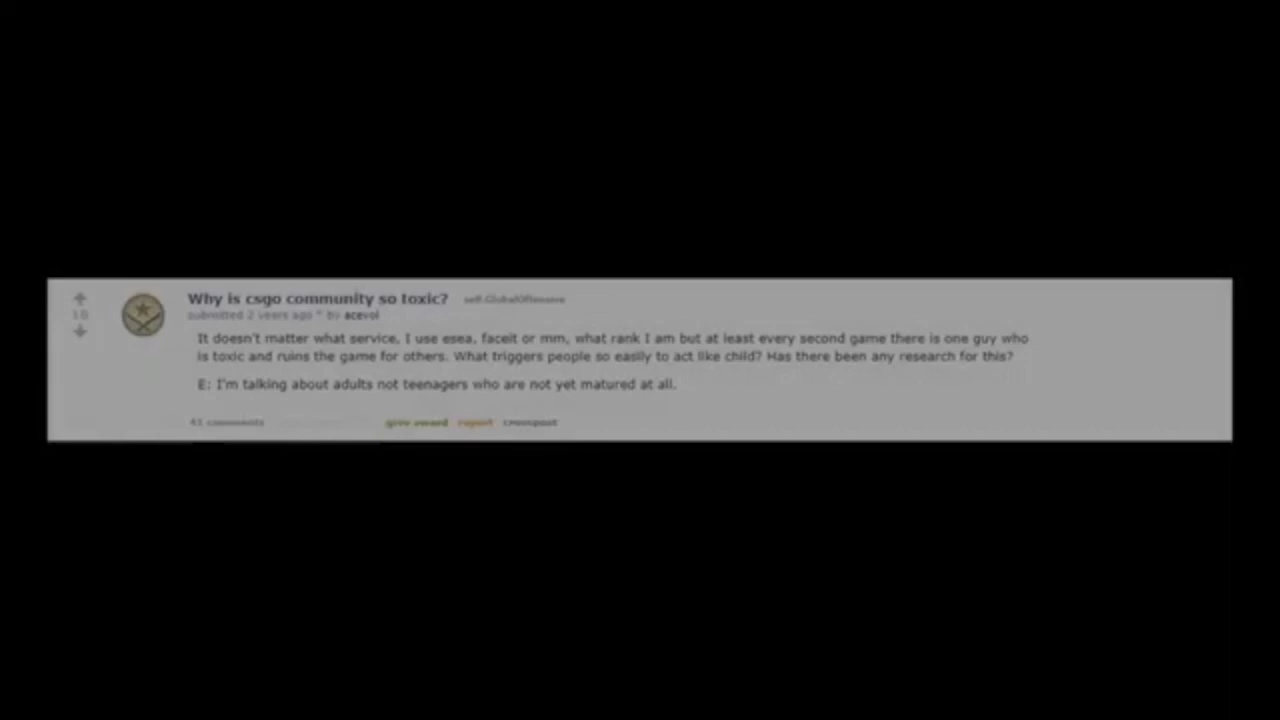 Why is csgo community so toxic? self.GlobalOffensive
submitted 2 years ago * by acevoi
It doesn't matter what service, I use esea, faceit or mm, what rank I am but at least every second game there is one guy who
is toxic and ruins the game for others. What triggers people so easily to act like child? Has there been any research for this?
E: I'm talking about adults not teenagers who are not yet matured at all.
comments give award report crosspost